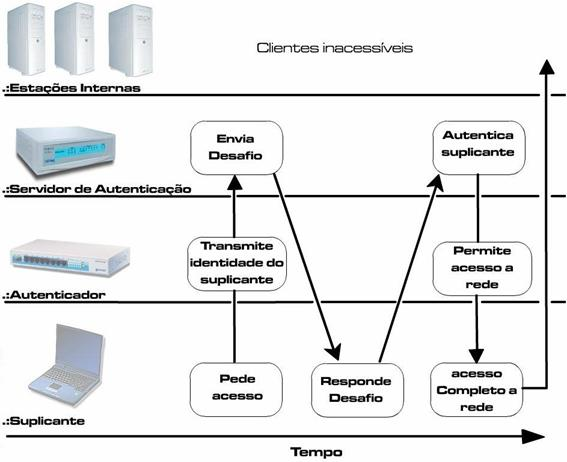 Clientes inacessíveis
.:Estações Internas
Envia
Desafio
Autentica
suplicante
.:Servidor de Autenticação
Transmite
identidade do
suplicante
Permite
acesso a
rede
.:Autenticador
Pede
acesso
Responde
Desafio
acesso
Completo a
rede
.:Suplicante
Tempo